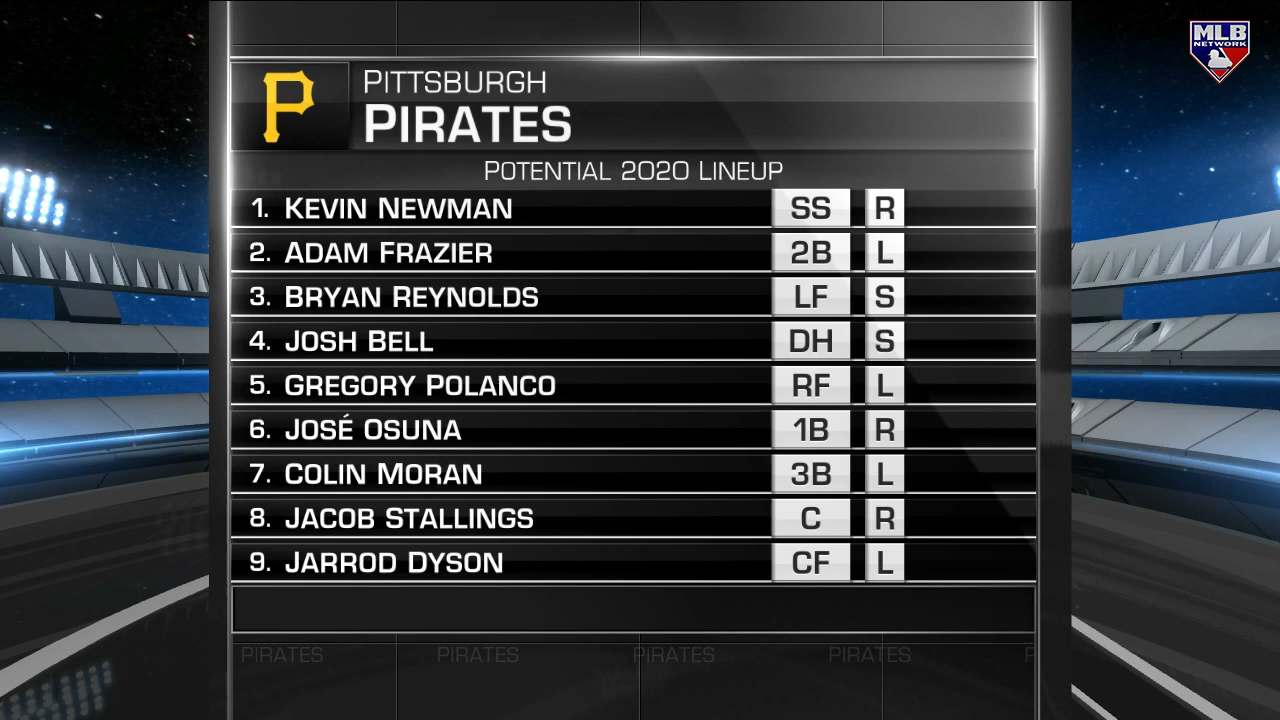 MLB
NETWORK
P
PITTSBURGH
PIRATES
POTENTIAL 2020 LINEUP
1. KEVIN NEWMAN SS R
2. ADAM FRAZIER 2B L
3. BRYAN REYNOLDS LF S
4. JOSH BELL DH S
5. GREGORY POLANCO RF L
6. JOSÉ OSUNA 1B R
7. COLIN MORAN 3B L
8. JACOB STALLINGS C R
9. JARROD DYSON CF L
PIRATES PIRATES PIRATES PIRATES P